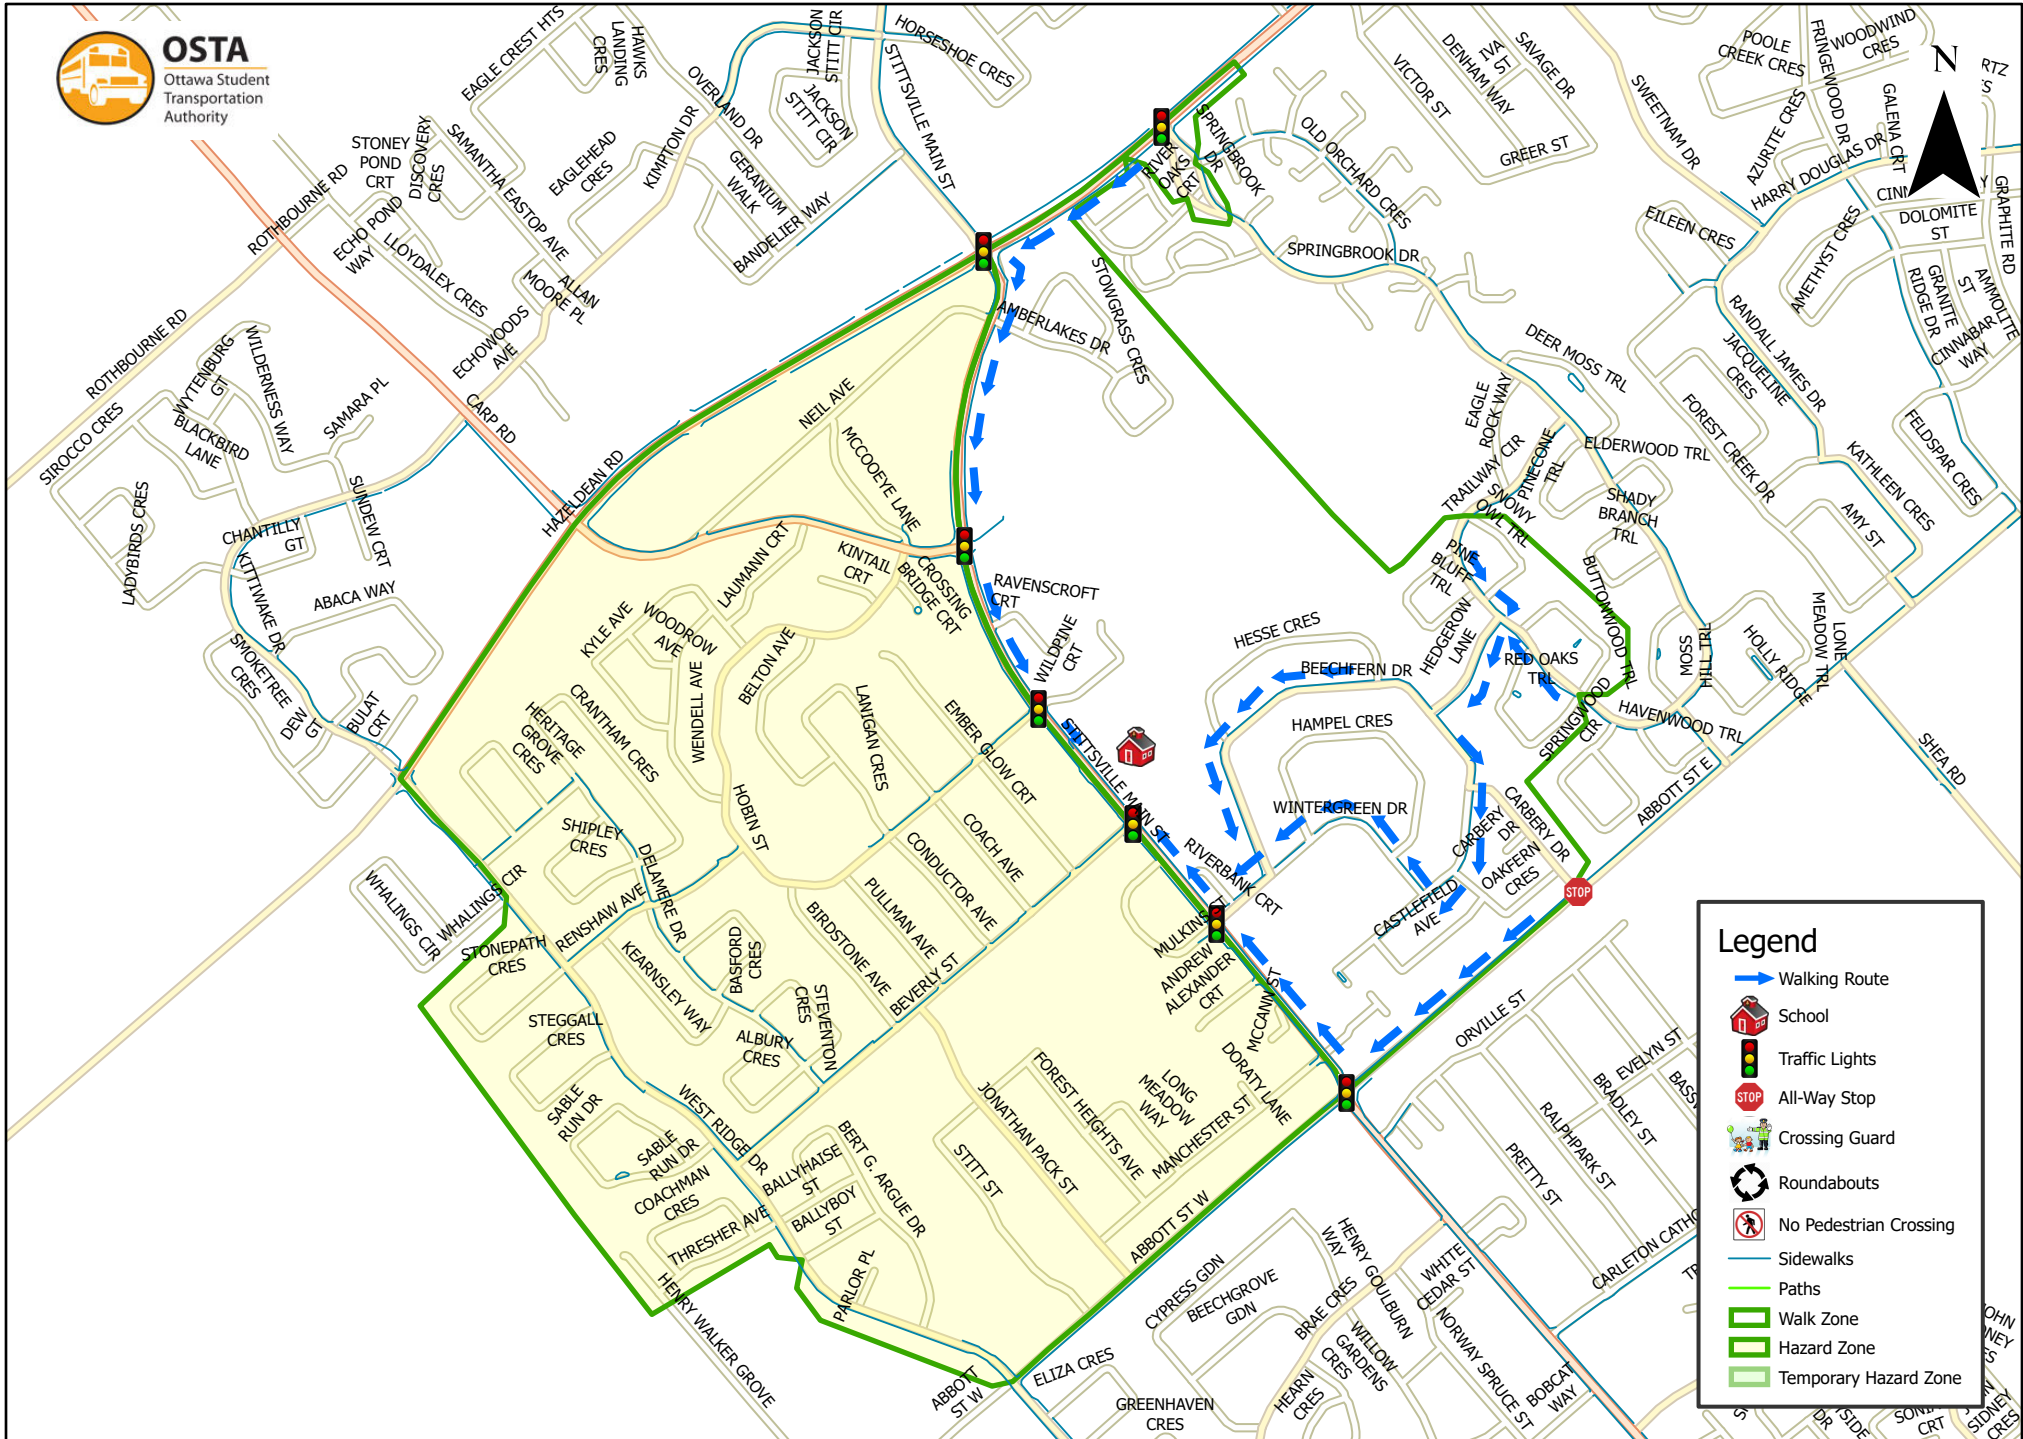 OSTA
Ottawa Student
Transportation
Authority
EAGLE CREST HTS
HAWKS
LANDING
CRES
JACKSON
STITT CIR
HORSESHOE CRES
STITTSVILLE MAIN ST
OVERLAND DR
JACKSON
STITT CIR
KIMPTON DR
GERANIUM
WALK
BANDELIER WAY
EAGLEHEAD
CRES
SAMANTHA EASTOP AVE
DISCOVERY
CRES
STONEY
POND
CRT
ROTHBOURNE RD
ECHO POND
WAY
LLOYDALEX CRES
ALLAN
MOORE PL
ECHOWOODS
AVE
ROTHBOURNE RD
CARP RD
SIROCCO CRES
WYTENBURG
GT
WILDERNESS WAY
SAMARA PL
BLACKBIRD
LANE
LADYBIRDS CRES
CHANTILLY
GT
SUNDEW CRT
KITTIWAKE DR
ABACA WAY
SMOKETREE
CRES
DEW
GT
BULAT
CRT
HAZELDEAN RD
VICTOR ST
DENHAM WAY
IVA
ST
SAVAGE DR
GREER ST
SWEETNAM DR
POOLE
CREEK CRES
FRINGEWOOD DR
WOODWIND
CRES
AZURITE CRES
GALENA CRT
HARRY DOUGLAS DR
N
EILEEN CRES
DOLOMITE
ST
GRAPHITE RD
AMETHYST CRES
RIDGE DR
GRANITE
ST
AMMOLITE
WAY
CINNABAR
RANDALL JAMES DR
JACQUELINE
CRES
FOREST CREEK DR
KATHLEEN CRES
FELDSPAR CRES
AMY ST
RIVER
OAKS
CRT
SPRINGBROOK
DR
OLD ORCHARD CRES
SPRINGBROOK DR
STOWGRASS CRES
AMBERLAKES DR
DEER MOSS TRL
EAGLE
ROCK WAY
TRAILWAY CIR
PINECONE
TRL
ELDERWOOD TRL
SNOWY
OWL TRL
SHADY
BRANCH
TRL
PINE
BLUFF
TRL
BUTTONWOOD TRL
HEDGEROW
LANE
RED OAKS
TRL
MOSS
HILL TRL
HOLLY RIDGE
LONE
MEADOW TRL
SPRINGWOOD
CIR
HAVENWOOD TRL
ABBOTT ST E
SHEA RD
NEIL AVE
MCCOOEYE LANE
LAUMANN CRT
KINTAIL
CRT
CROSSING
BRIDGE CRT
RAVENSCROFT
CRT
WILDPINE
CRT
KYLE AVE
WOODROW
AVE
BELTON AVE
WENDELL AVE
CRANTHAM CRES
HERITAGE
GROVE
CRES
LANIGAN CRES
EMBER GLOW CRT
HOBIN ST
SHIPLEY
CRES
DELAMERE DR
COACH AVE
CONDUCTOR AVE
PULLMAN AVE
BIRDSTONE AVE
BEVERLY ST
RENSHAW AVE
WHALINGS CIR
WHALINGS CIR
STONEPATH
CRES
KEARNSLEY WAY
BASFORD
CRES
STEVENTON
CRES
ALBURY
CRES
STEGGALL
CRES
SABLE
RUN DR
SABLE
RUN DR
WEST RIDGE DR
COACHMAN
CRES
THRESHER AVE
BALLYHAISE
ST
BALLYBOY
ST
BERT G. ARGUE DR
PARLOR PL
HENRY WALKER GROVE
STITT ST
JONATHAN PACK ST
FOREST HEIGHTS AVE
LONG
MEADOW
WAY
MANCHESTER ST
DORATY LANE
MCCANN ST
ANDREW
ALEXANDER
CRT
ABBOTT ST W
ABBOTT
ST W
STITTSVILLE MAIN ST
RIVERBANK CRT
HESSE CRES
BEECHFERN DR
HAMPEL CRES
WINTERGREEN DR
CARBERY
DR
CARBERY DR
OAKFERN
CRES
CASTLEFIELD
AVE
STOP
ORVILLE ST
EVELYN ST
BRADLEY ST
RALPHPARK ST
PRETTY ST
CYPRESS GDN
BEECHGROVE
GDN
BRAE CRES
HENRY GOULBURN
WAY
WHITE
CEDAR ST
NORWAY SPRUCE ST
WILLOW
GARDENS
CRES
HEARN
CRES
BOBCAT
WAY
ELIZA CRES
GREENHAVEN
CRES
Legend
Walking Route
School
Traffic Lights
STOP
All-Way Stop
Crossing Guard
Roundabouts
No Pedestrian Crossing
Sidewalks
Paths
Walk Zone
Hazard Zone
Temporary Hazard Zone